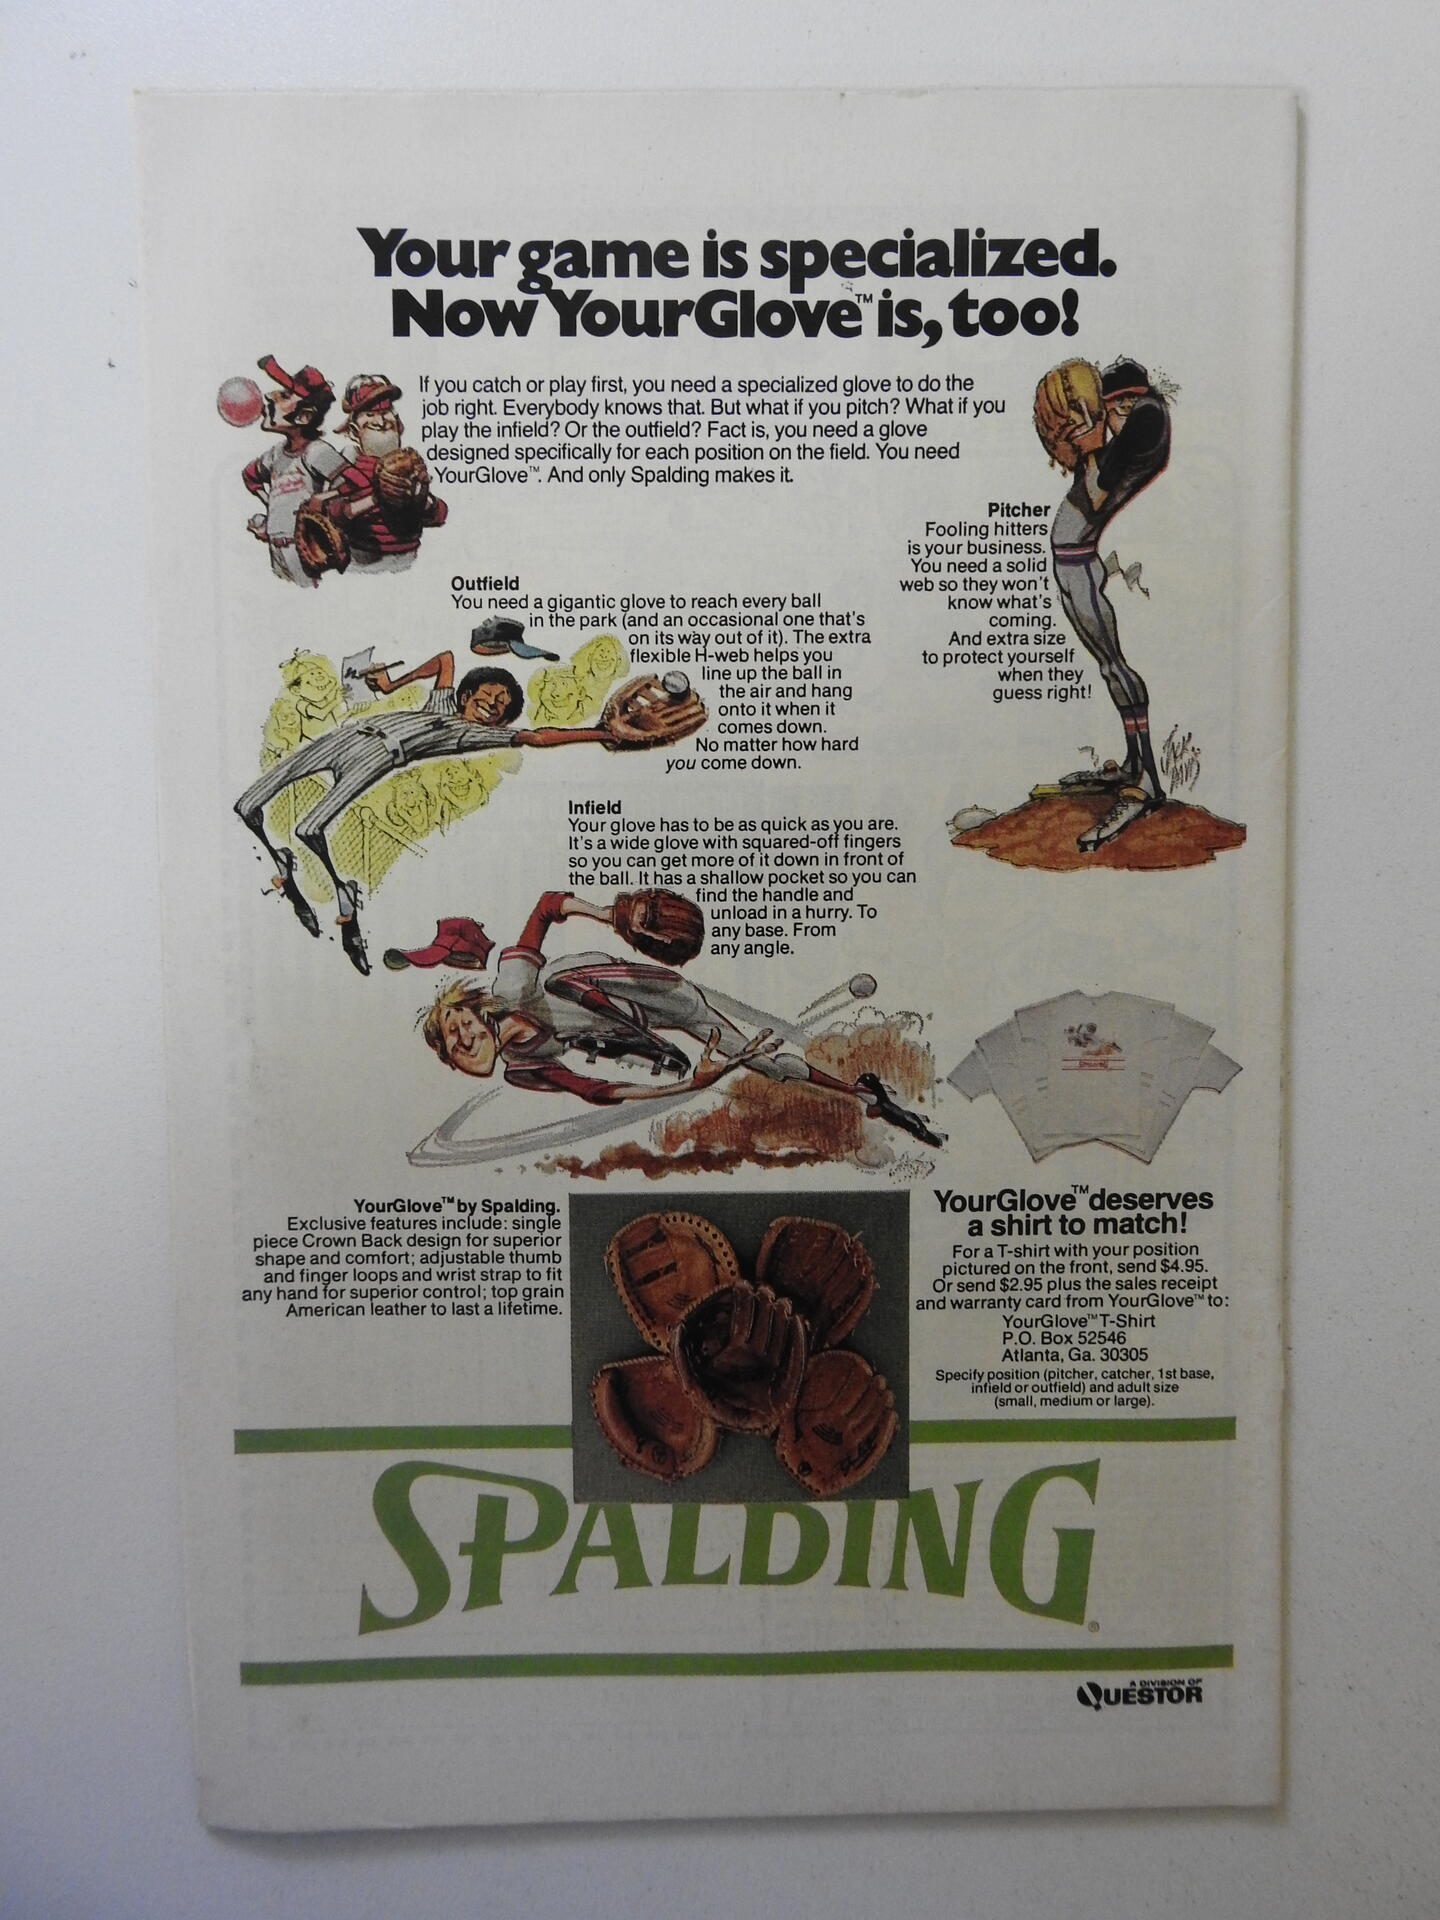 Your game is specialized.
Now YourGlove™ is, too!
If you catch or play first, you need a specialized glove to do the
job right. Everybody knows that. But what if you pitch? What if you
play the infield? Or the outfield? Fact is, you need a glove
designed specifically for each position on the field. You need
YourGlove™. And only Spalding makes it.
Pitcher
Fooling hitters
is your business.
You need a solid
web so they won't
know what's
coming.
And extra size
to protect yourself
when they
guess right!
Outfield
You need a gigantic glove to reach every ball
in the park (and an occasional one that's
on its way out of it). The extra
flexible H-web helps you
line up the ball in
the air and hang
onto it when it
comes down.
No matter how hard
you come down.
Infield
Your glove has to be as quick as you are.
It's a wide glove with squared-off fingers
so you can get more of it down in front of
the ball. It has a shallow pocket so you can
find the handle and
unload in a hurry. To
any base. From
any angle.
SPALDING
YourGlove™ by Spalding.
Exclusive features include: single
piece Crown Back design for superior
shape and comfort; adjustable thumb
and finger loops and wrist strap to fit
any hand for superior control; top grain
American leather to last a lifetime.
YourGlove™ deserves
a shirt to match!
For a T-shirt with your position
pictured on the front, send $4.95.
Or send $2.95 plus the sales receipt
and warranty card from YourGlove™ to:
YourGlove™ T-Shirt
P.O. Box 52546
Atlanta, Ga. 30305
Specify position (pitcher, catcher, 1st base,
infield or outfield) and adult size
(small, medium or large).
SPALDING®
A DIVISION OF
QUESTOR